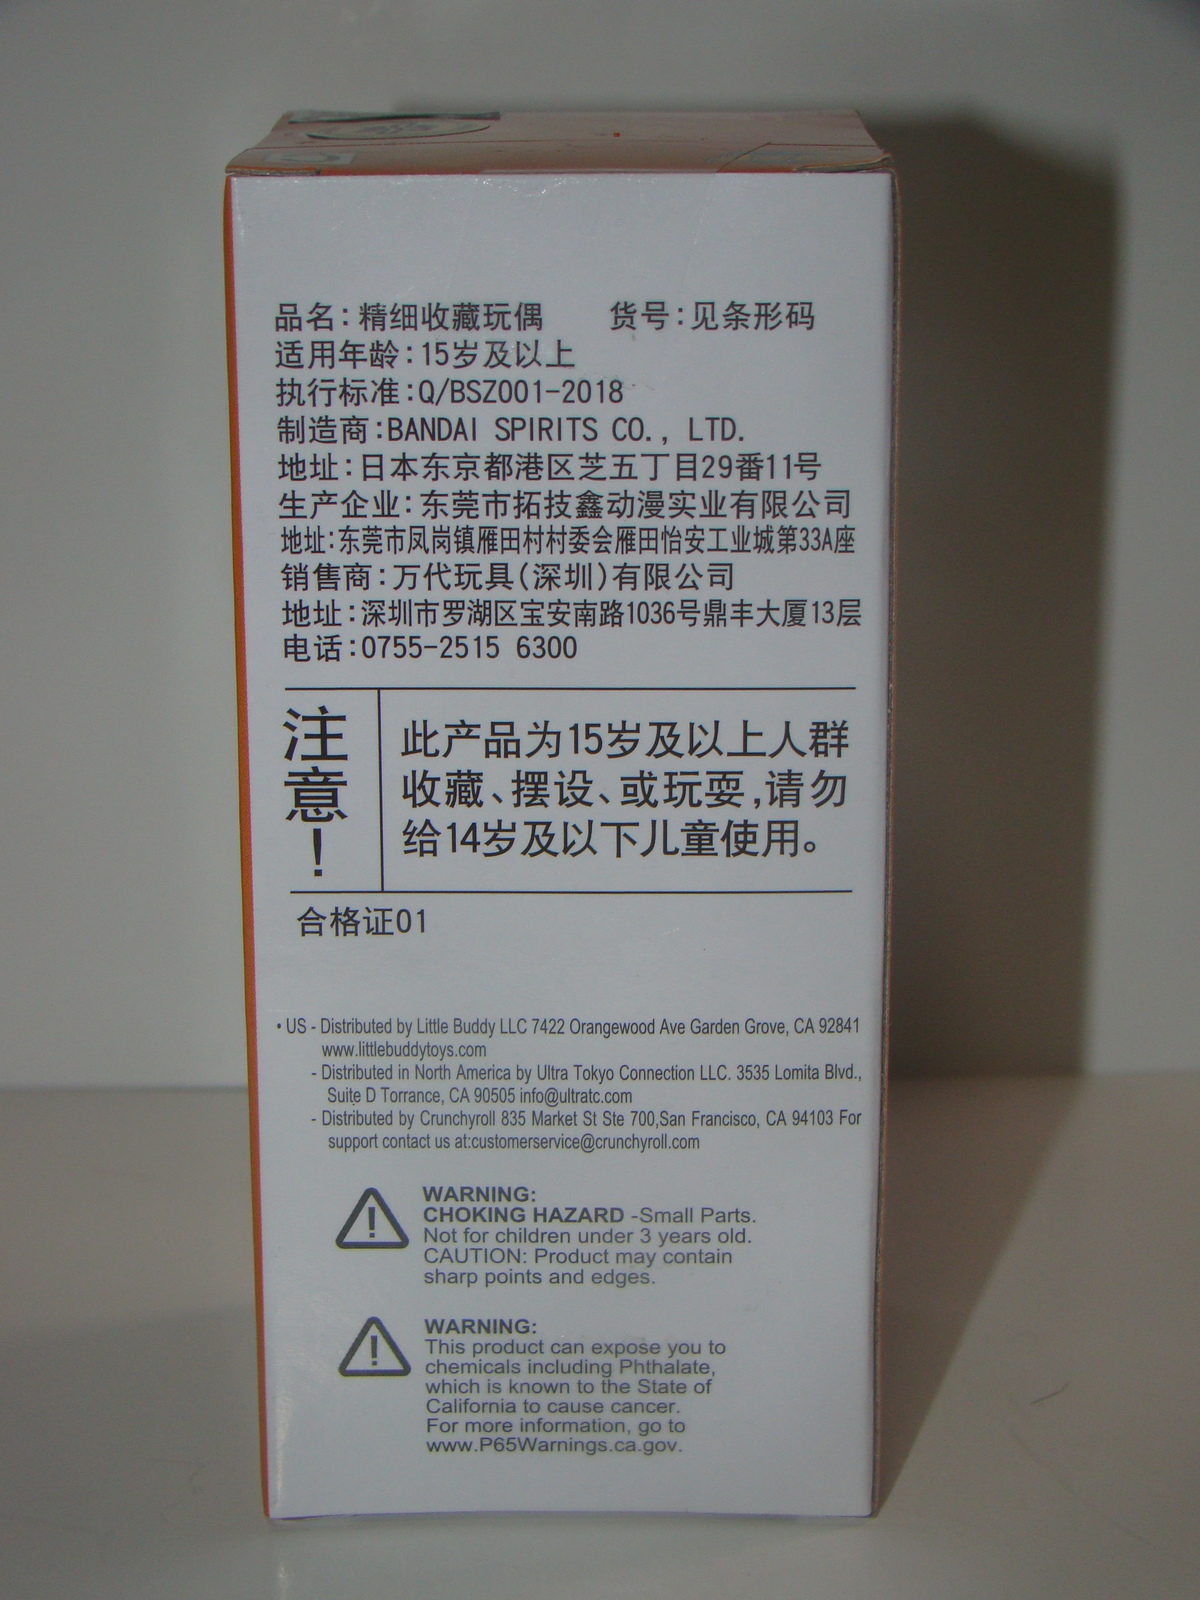 品名:精细收藏玩偶 货号:见条形码
适用年龄:15岁及以上
执行标准:Q/BSZ001-2018
制造商:BANDAI SPIRITS CO., LTD.
地址:日本东京都港区芝五丁目29番11号
生产企业:东莞市拓技鑫动漫实业有限公司
地址:东莞市凤岗镇雁田村村委会雁田怡安工业城第33A座
销售商:万代玩具(深圳)有限公司
地址:深圳市罗湖区宝安南路1036号鼎丰大厦13层
电话:0755-2515 6300
注意!
此产品为15岁及以上人群
收藏、摆设、或玩耍,请勿
给14岁及以下儿童使用。
合格证01
• US - Distributed by Little Buddy LLC 7422 Orangewood Ave Garden Grove, CA 92841
www.littlebuddytoys.com
- Distributed in North America by Ultra Tokyo Connection LLC. 3535 Lomita Blvd.,
Suite D Torrance, CA 90505 info@ultratc.com
- Distributed by Crunchyroll 835 Market St Ste 700,San Francisco, CA 94103 For
support contact us at:customerservice@crunchyroll.com
WARNING:
CHOKING HAZARD -Small Parts.
Not for children under 3 years old.
CAUTION: Product may contain
sharp points and edges.
WARNING:
This product can expose you to
chemicals including Phthalate,
which is known to the State of
California to cause cancer.
For more information, go to
www.P65Warnings.ca.gov.